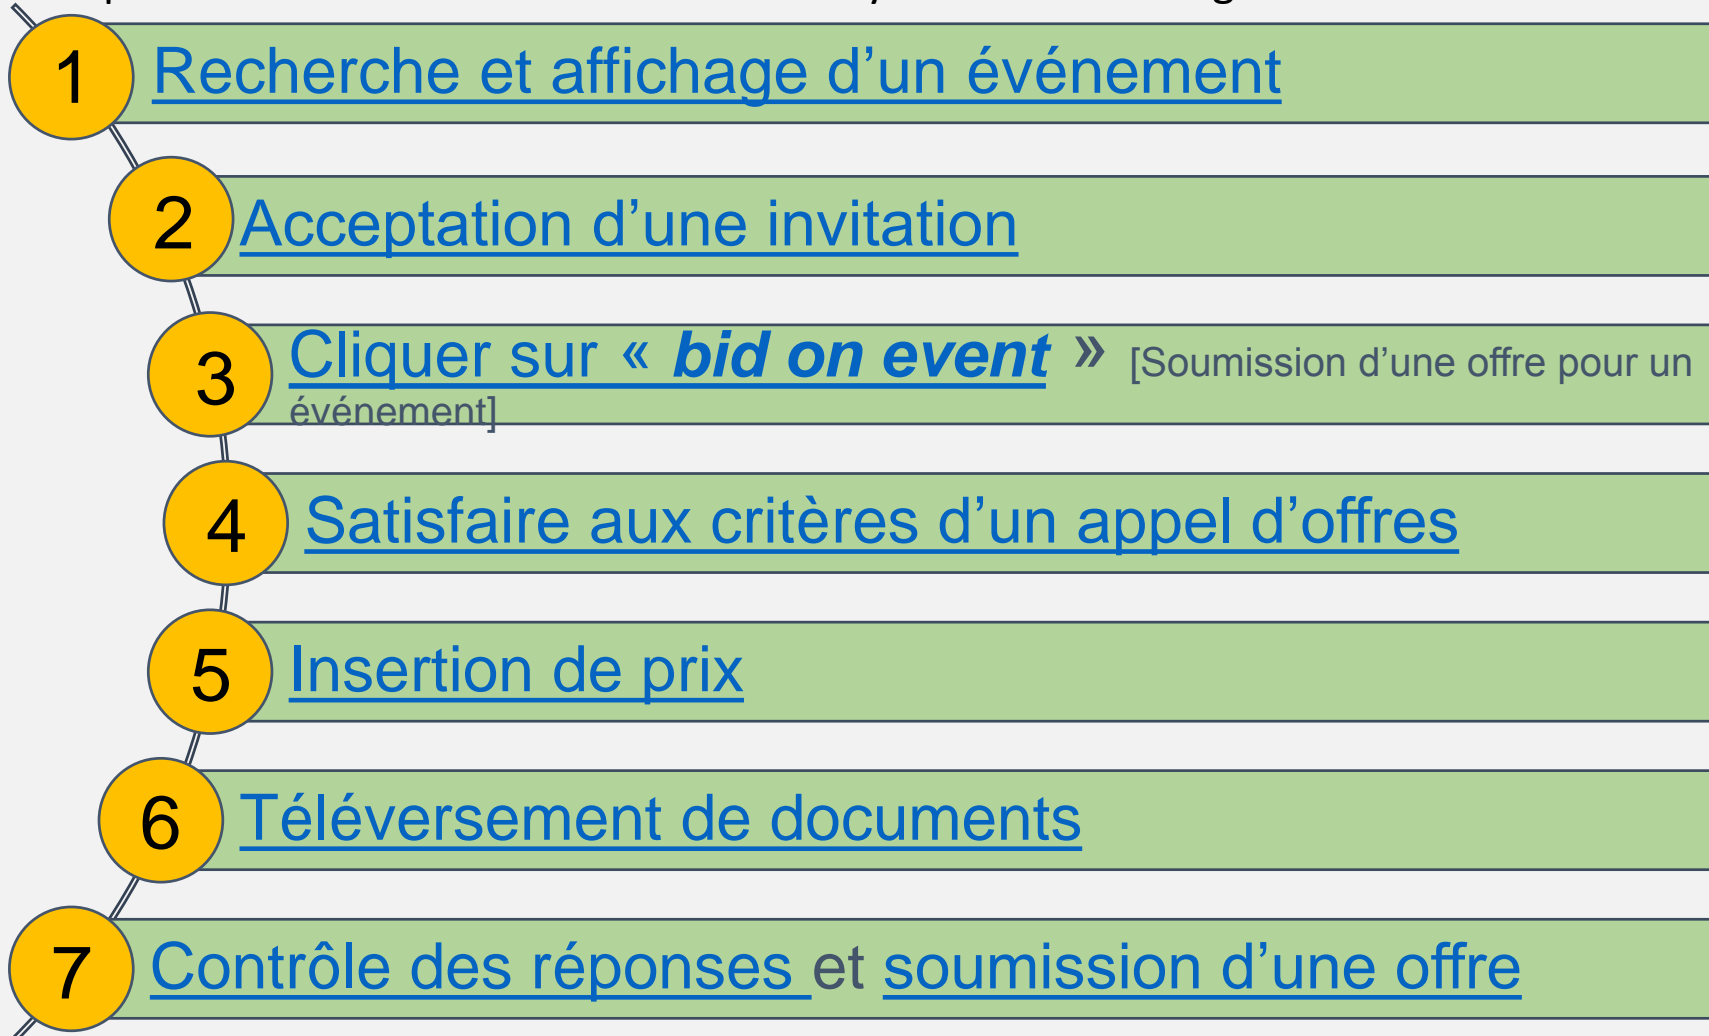 1 Recherche et affichage d’un événement
2 Acceptation d’une invitation
3 Cliquer sur « bid on event » [Soumission d’une offre pour un
événement]
4 Satisfaire aux critères d’un appel d’offres
5 Insertion de prix
6 Téléversement de documents
7 Contrôle des réponses et soumission d’une offre